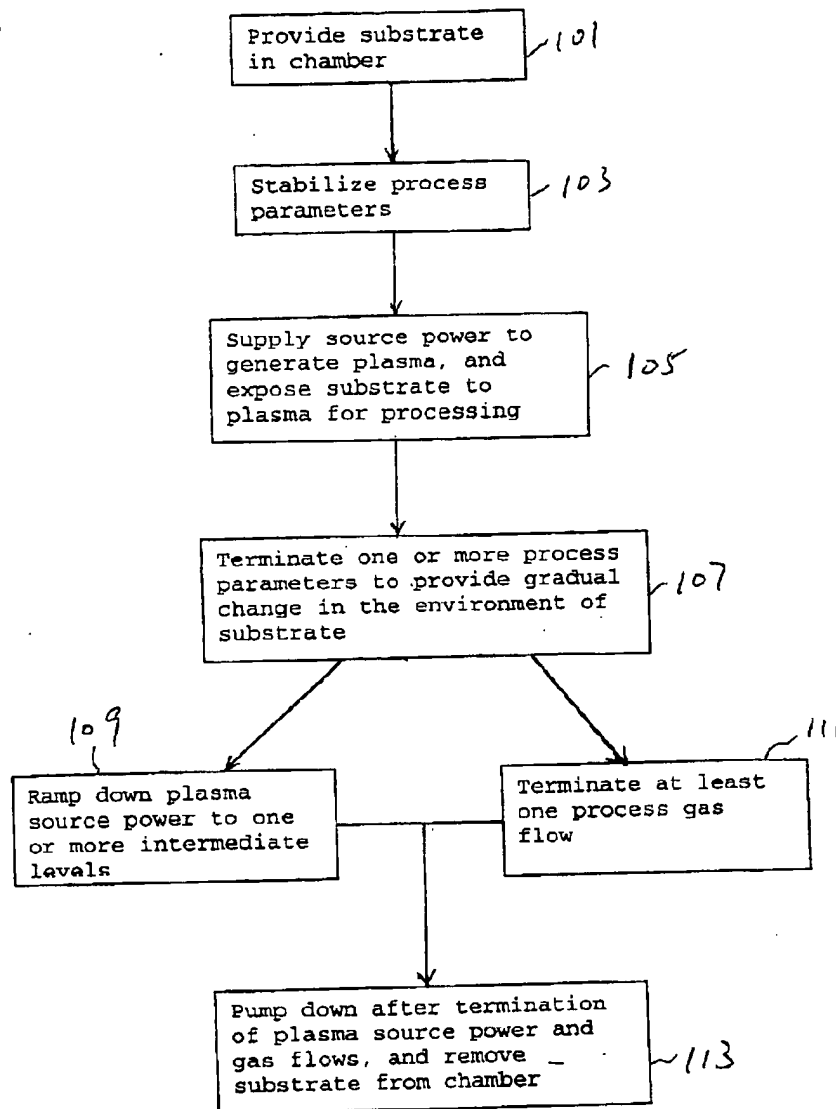 Provide substrate
in chamber
101
Stabilize process
parameters
103
Supply source power to
generate plasma, and
expose substrate to
plasma for processing
105
Terminate one or more process
parameters to provide gradual
change in the environment of
substrate
107
109
Ramp down plasma
source power to one
or more intermediate
levels
11
Terminate at least
one process gas
flow
Pump down after termination
of plasma source power and
gas flows, and remove
substrate from chamber
113